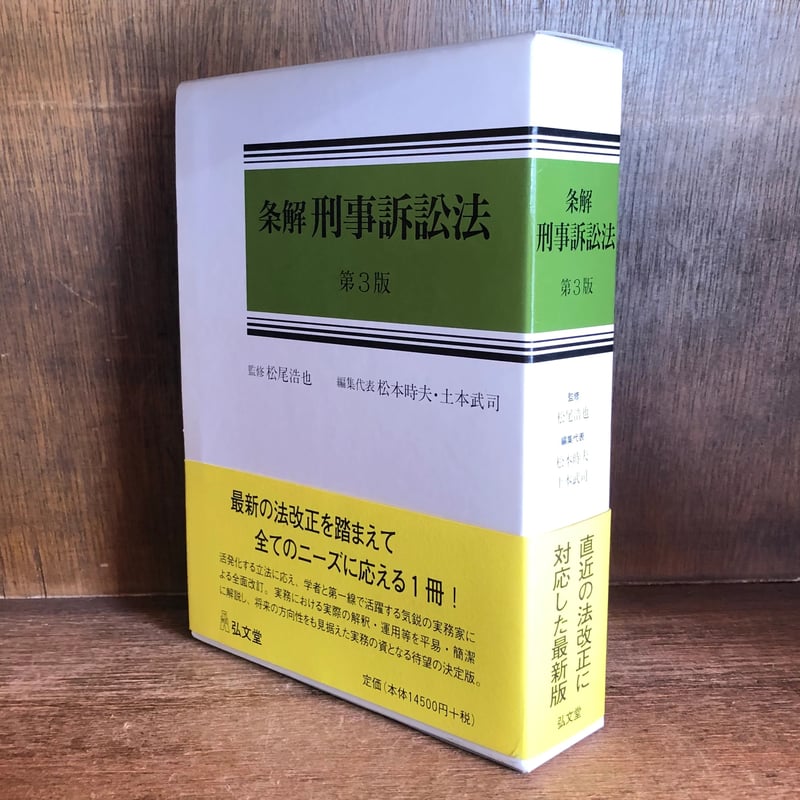 条解 刑事訴訟法
第3版
監修 松尾浩也 編集代表 松本時夫・土本武司
最新の法改正を踏まえて
全てのニーズに応える1冊!
活発化する立法に応え、学者と第一線で活躍する気鋭の実務家に
よる全面改訂。実務における実際の解釈・運用等を平易・簡潔
に解説し、将来の方向性をも見据えた実務の資となる待望の決定版。
弘文堂
定価(本体14500円+税)
条解
刑事訴訟法
第3版
監修
松尾浩也
編集代表
松本時夫
土本武司
直近の法改正に
対応した最新版
弘文堂